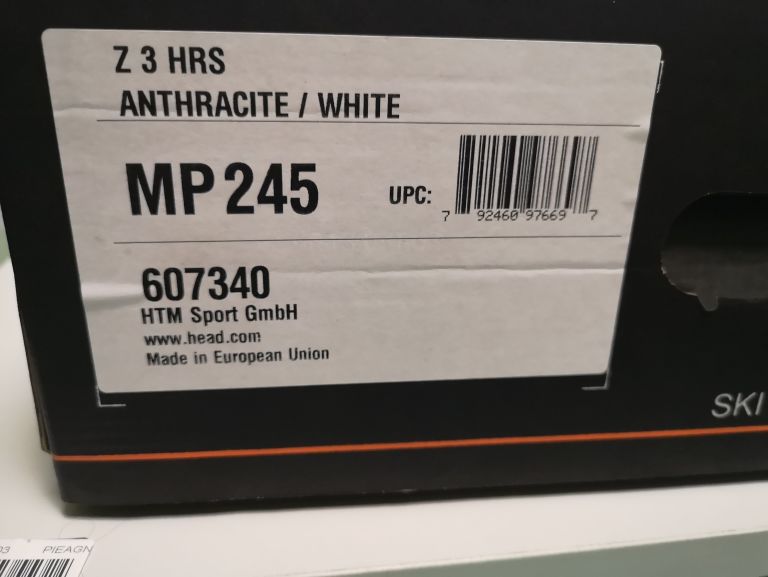 Z 3 HRS
ANTHRACITE / WHITE
MP 245
UPC:
7 92460 97669 7
607340
HTM Sport GmbH
www.head.com
Made in European Union
SKI
03 PIEAGN